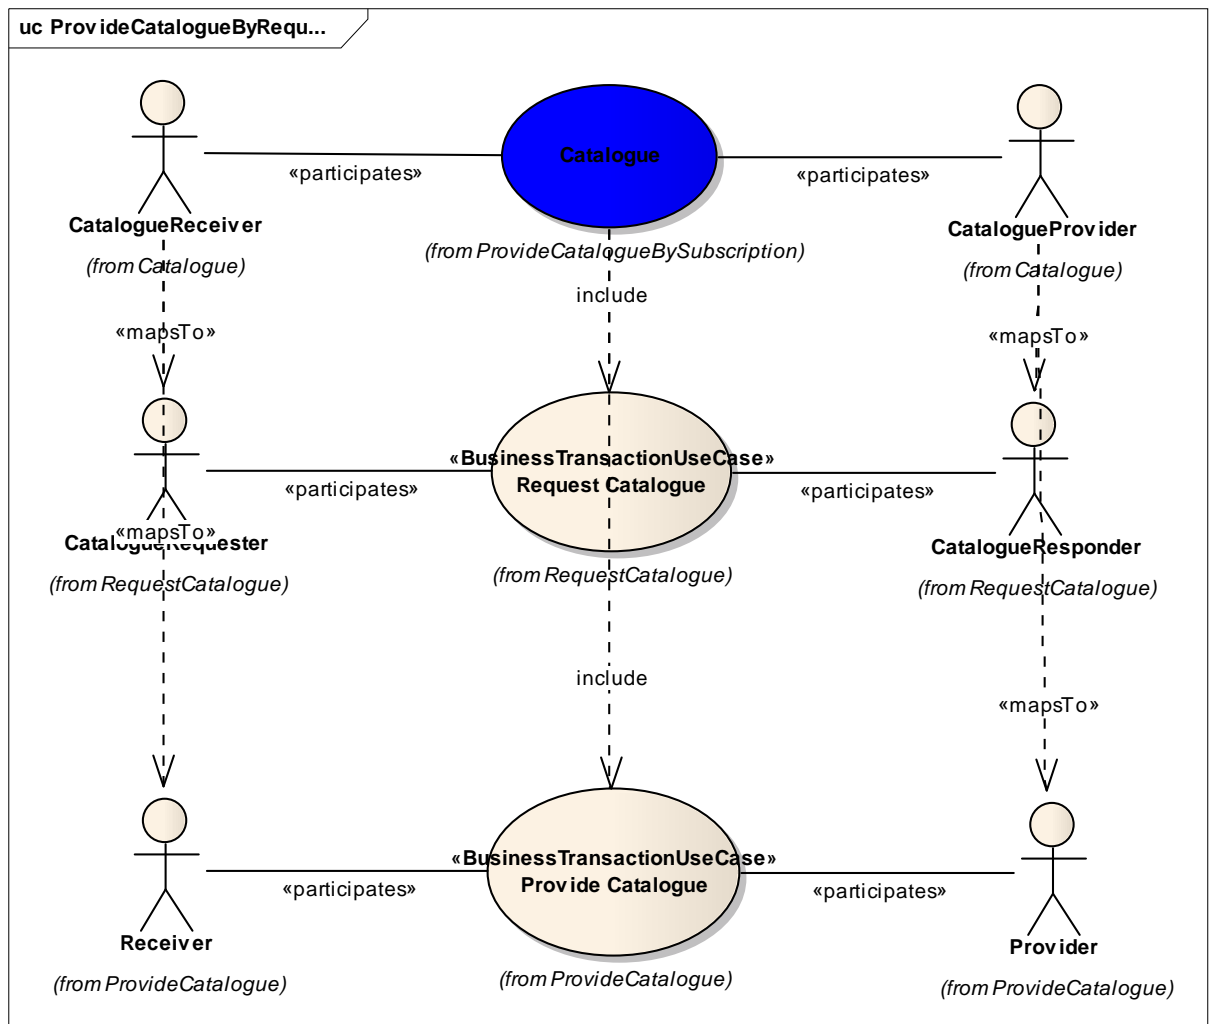 uc ProvideCatalogueByRequ...
Catalogue
«participates»
«participates»
CatalogueReceiver
(from Catalogue)
(from ProvideCatalogueBySubscription)
CatalogueProvider
(from Catalogue)
include
«mapsTo»
«mapsTo»
«BusinessTransactionUseCase»
Request Catalogue
«participates»
«participates»
«mapsTo»
CatalogueRequester
(from RequestCatalogue)
(from RequestCatalogue)
CatalogueResponder
(from RequestCatalogue)
include
«mapsTo»
«BusinessTransactionUseCase»
Provide Catalogue
«participates»
«participates»
Receiver
(from ProvideCatalogue)
(from ProvideCatalogue)
Provider
(from ProvideCatalogue)